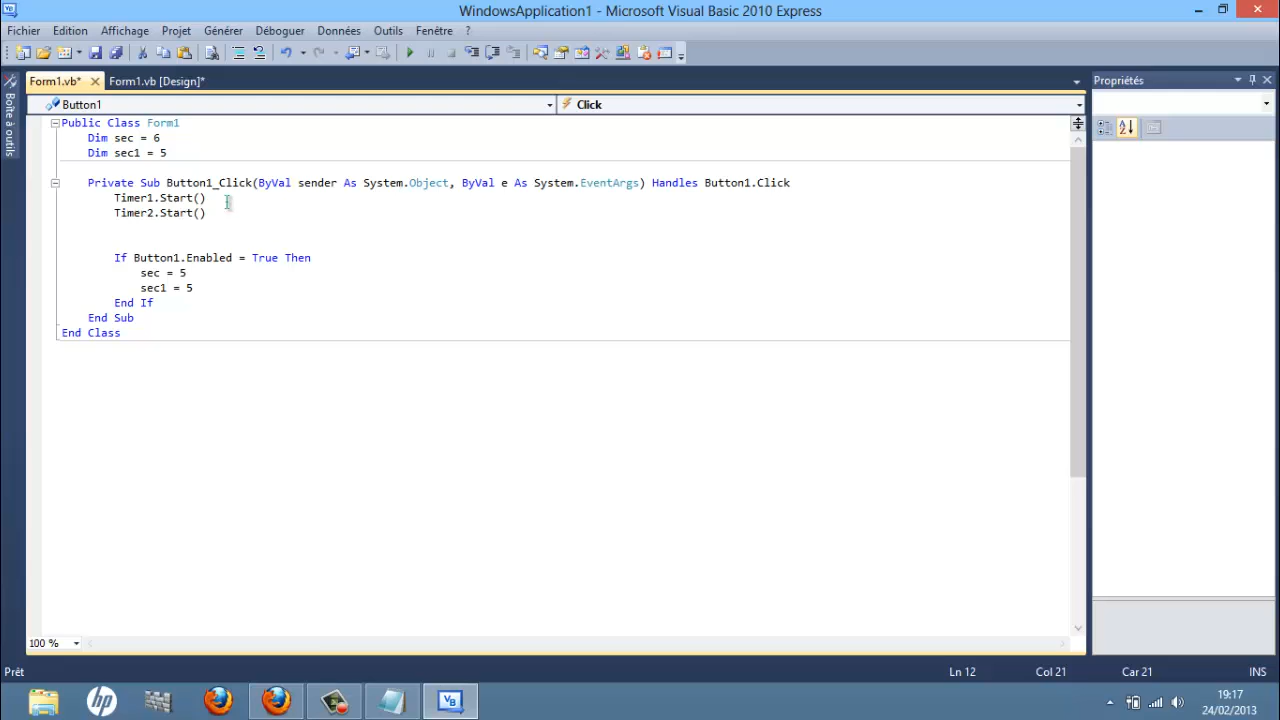 WindowsApplication1 - Microsoft Visual Basic 2010 Express
Fichier Edition Affichage Projet Générer Déboguer Données Outils Fenêtre ?
Form1.vb* Form1.vb [Design]*
Propriétés
Boîte à outils
Button1 Click
Public Class Form1
Dim sec = 6
Dim sec1 = 5
Private Sub Button1_Click(ByVal sender As System.Object, ByVal e As System.EventArgs) Handles Button1.Click
Timer1.Start()
Timer2.Start()
If Button1.Enabled = True Then
sec = 5
sec1 = 5
End If
End Sub
End Class
100 %
Prêt Ln 12 Col 21 Car 21 INS
hp VB 19:17
24/02/2013